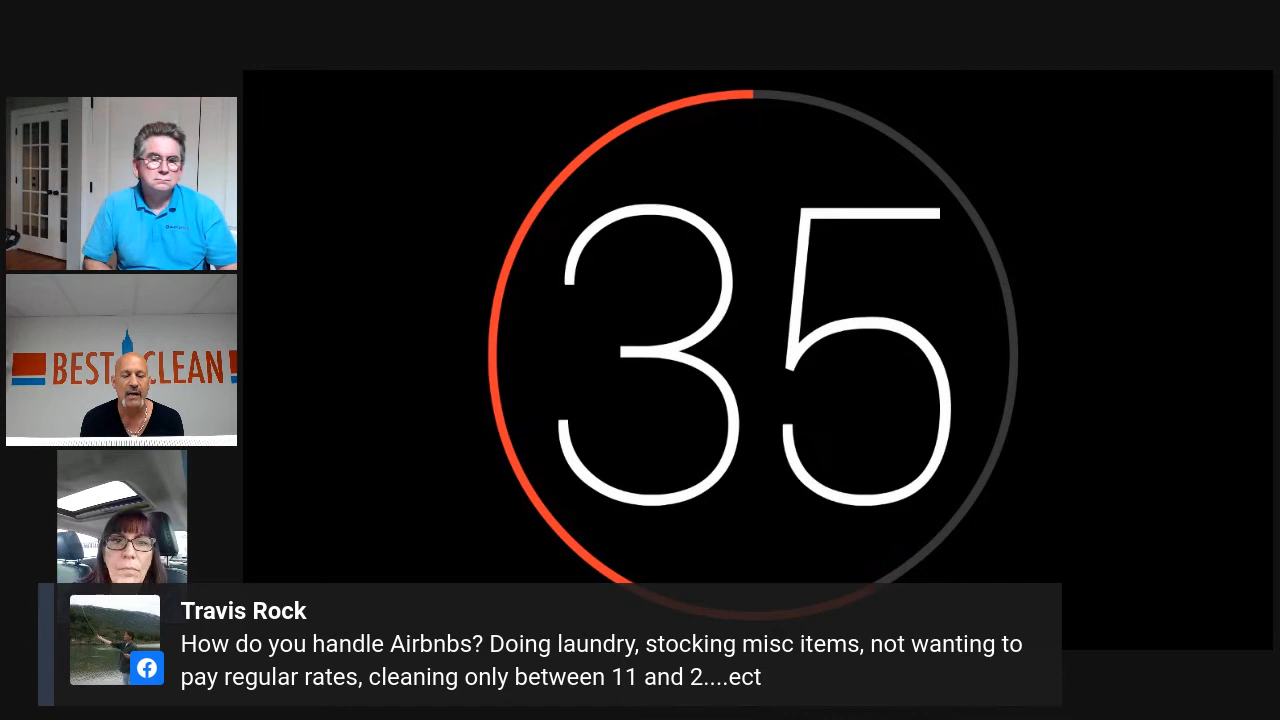 BEST CLEAN
35
Travis Rock
How do you handle Airbnbs? Doing laundry, stocking misc items, not wanting to
pay regular rates, cleaning only between 11 and 2....ect